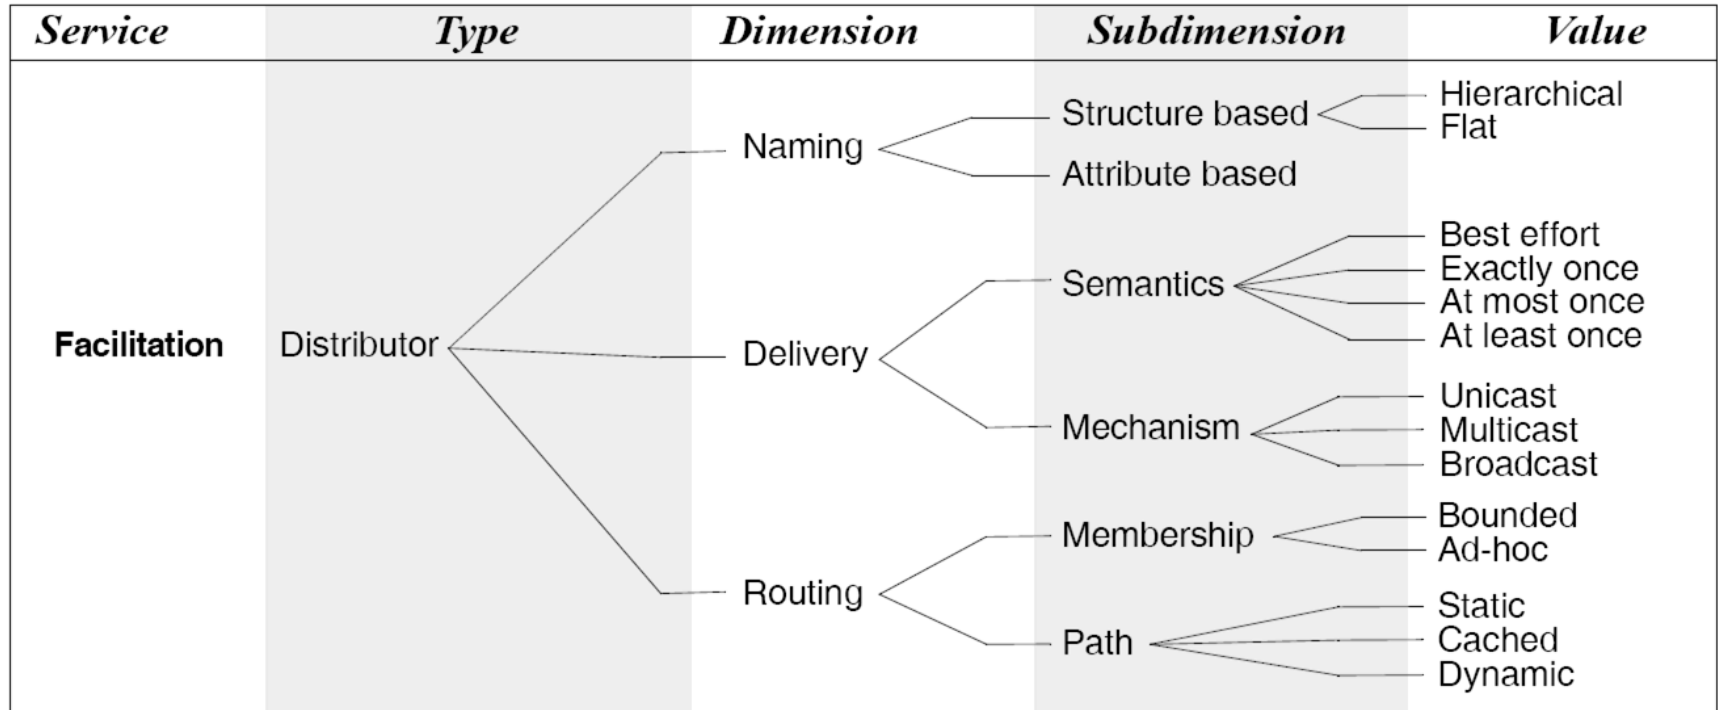 Service Type Dimension Subdimension Value
Hierarchical
Structure based
Flat
Naming
Attribute based
Best effort
Exactly once
Semantics
At most once
At least once
Facilitation Distributor Delivery
Unicast
Mechanism Multicast
Broadcast
Bounded
Membership
Ad-hoc
Routing
Static
Path Cached
Dynamic